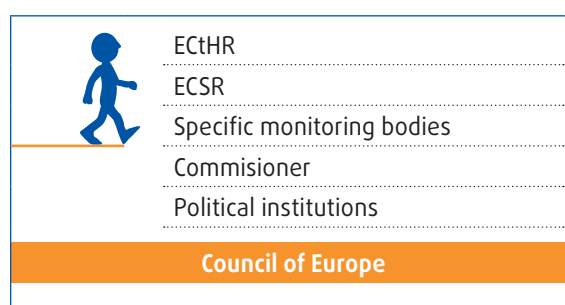 ECtHR
ECSR
Specific monitoring bodies
Commisioner
Political institutions
Council of Europe